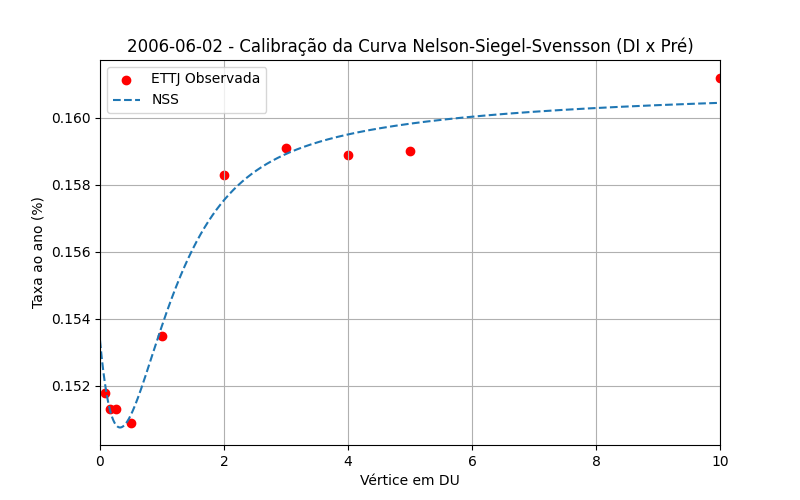 2006-06-02 - Calibração da Curva Nelson-Siegel-Svensson (DI x Pré)
ETTJ Observada
NSS
Taxa ao ano (%)
0.160
0.158
0.156
0.154
0.152
0 2 4 6 8 10
Vértice em DU